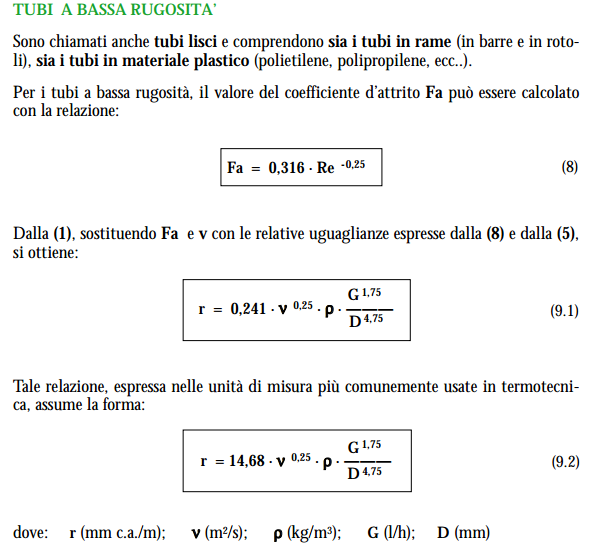 TUBI A BASSA RUGOSITA’
Sono chiamati anche tubi lisci e comprendono sia i tubi in rame (in barre e in roto-
li), sia i tubi in materiale plastico (polietilene, polipropilene, ecc..).
Per i tubi a bassa rugosità, il valore del coefficiente d’attrito Fa può essere calcolato
con la relazione:
Fa = 0,316 · Re ^-0,25 (8)
Dalla (1), sostituendo Fa e v con le relative uguaglianze espresse dalla (8) e dalla (5),
si ottiene:
r = 0,241 · ν ^0,25 · ρ · G^1,75 / D^4,75 (9.1)
Tale relazione, espressa nelle unità di misura più comunemente usate in termotecni-
ca, assume la forma:
r = 14,68 · ν ^0,25 · ρ · G^1,75 / D^4,75 (9.2)
dove: r (mm c.a./m); ν (m²/s); ρ (kg/m³); G (l/h); D (mm)